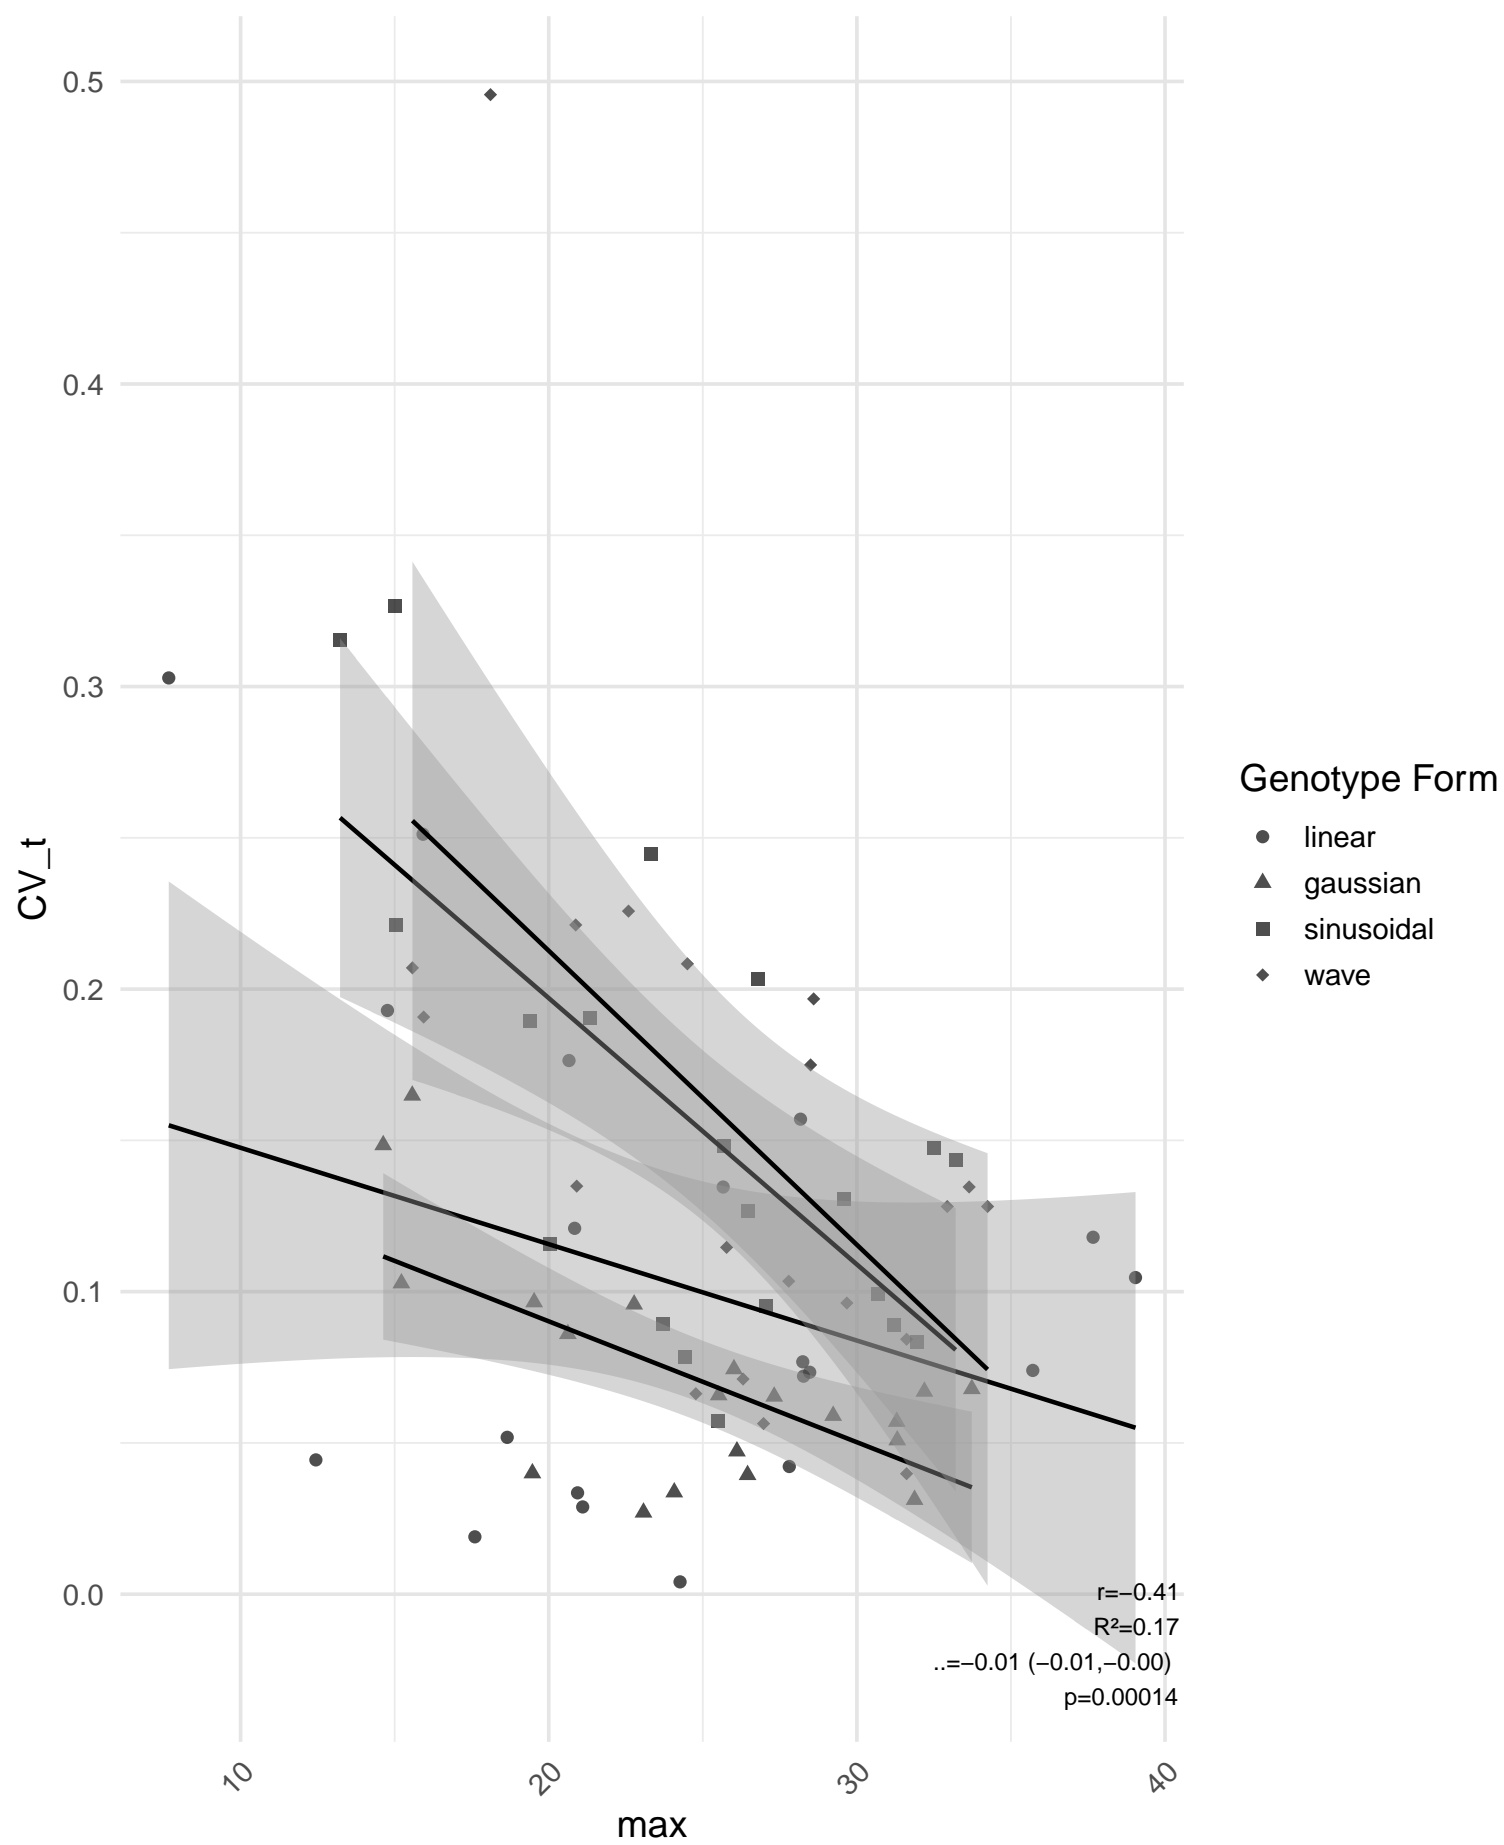 0.5
0.4
0.3
0.2
0.1
0.0
CV_t
10
20
30
40
max
r=−0.41
R²=0.17
..=−0.01 (−0.01,−0.00)
p=0.00014
Genotype Form
linear
gaussian
sinusoidal
wave